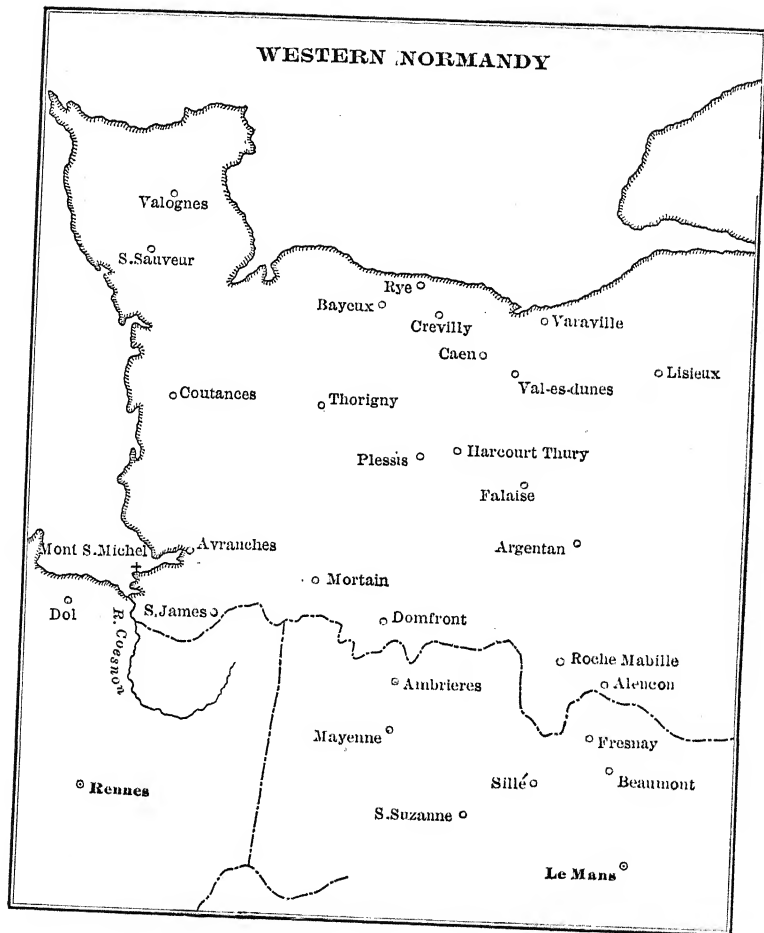 WESTERN NORMANDY
Valognes
S.Sauveur
Rye
Bayeux
Crevilly
Varaville
Caen
Val-es-dunes
Lisieux
Coutances
Thorigny
Plessis
Harcourt Thury
Falaise
Argentan
Mont S.Michel
Avranches
Mortain
Dol
R. Coesnon
S.James
Domfront
Roche Mabille
Alencon
Ambrieres
Mayenne
Fresnay
Rennes
Sillé
Beaumont
S.Suzanne
Le Mans